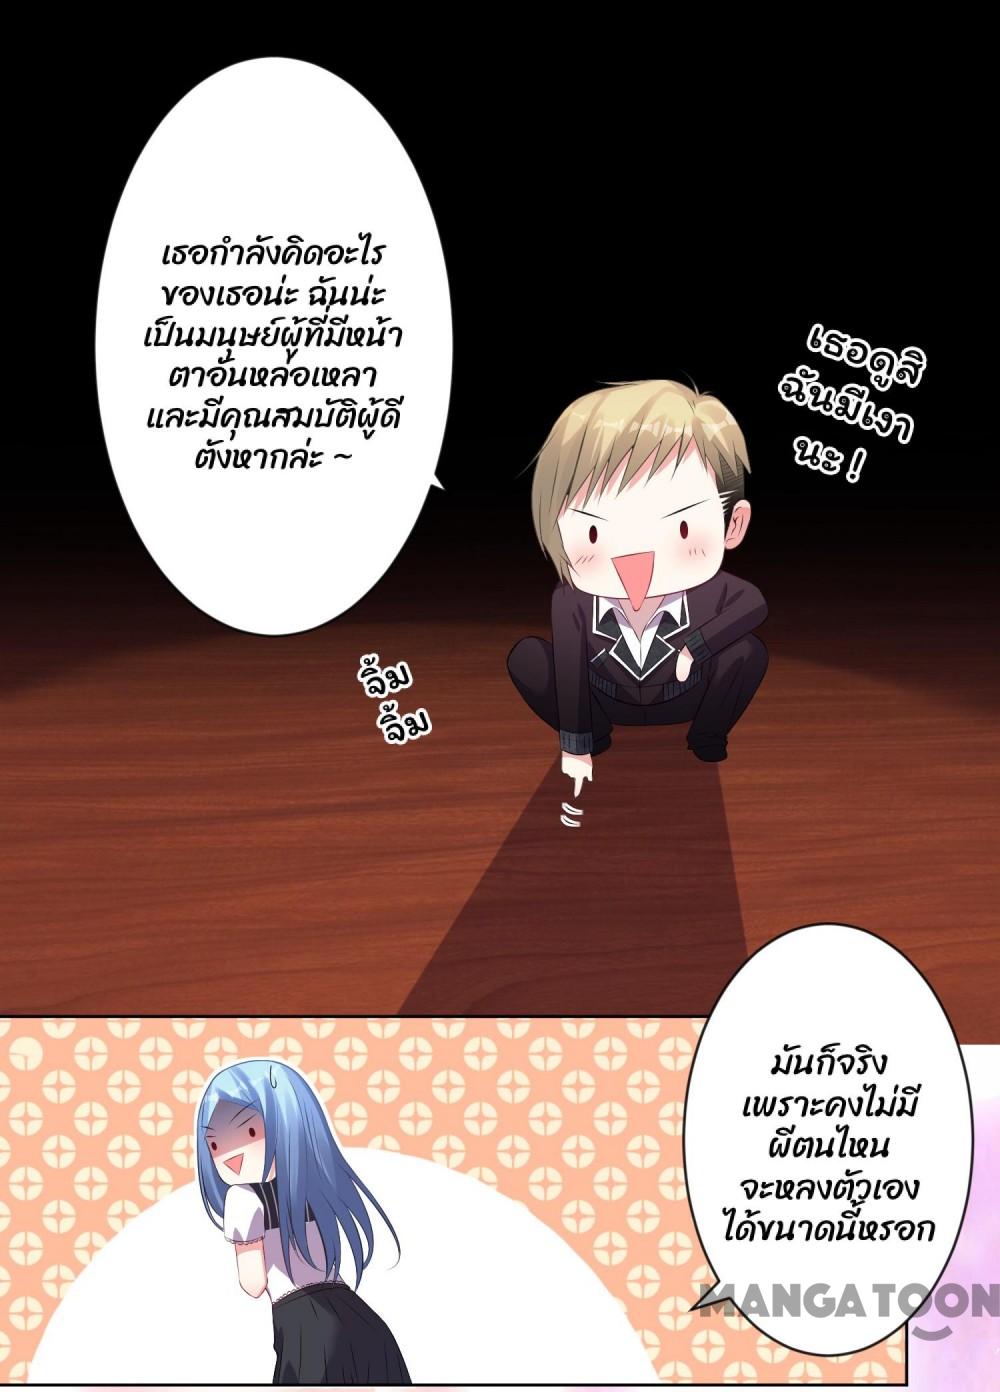 เธอกำลังคิดอะไร
ของเธอน่ะ ฉันน่ะ
เป็นมนุษย์ผู้ที่มีหน้า
ตาอันหล่อเหลา
และมีคุณสมบัติผู้ดี
ตังหากล่ะ ~
เธอดูสิ
ฉันมีเงา
นะ !
จิ้ม
จิ้ม
มันก็จริง
เพราะคงไม่มี
ผีตนไหน
จะหลงตัวเอง
ได้ขนาดนี้หรอก
MANGATOON